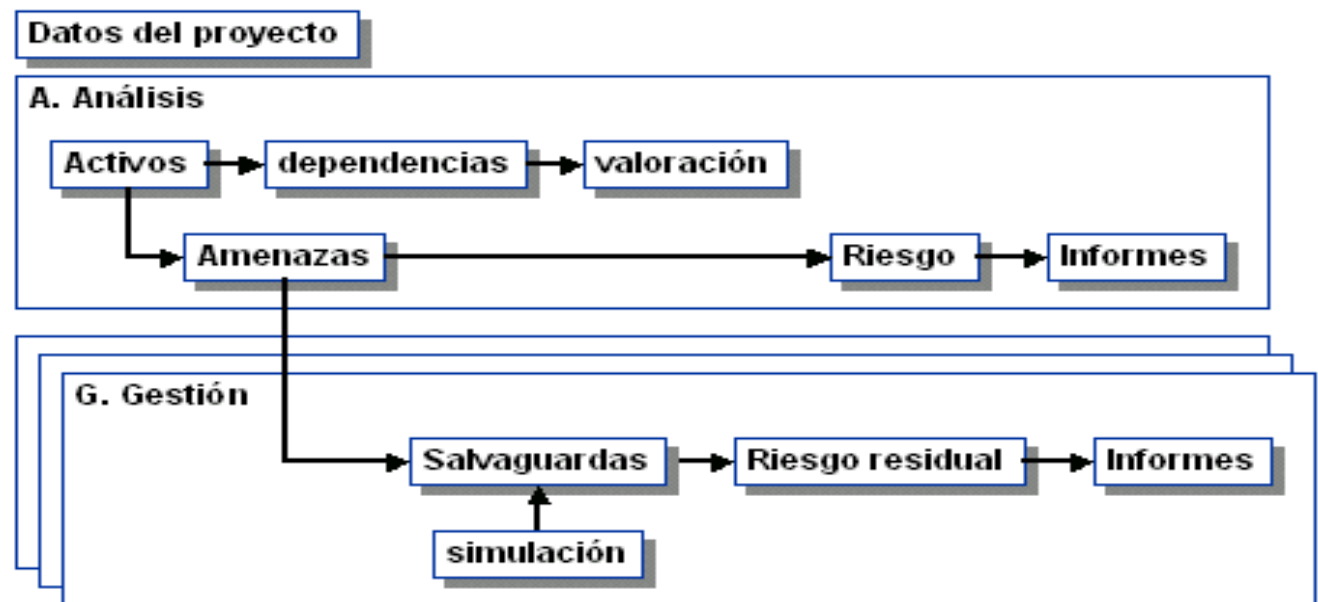 Datos del proyecto
A. Análisis
Activos
dependencias
valoración
Amenazas
Riesgo
Informes
G. Gestión
Salvaguardas
Riesgo residual
Informes
simulación